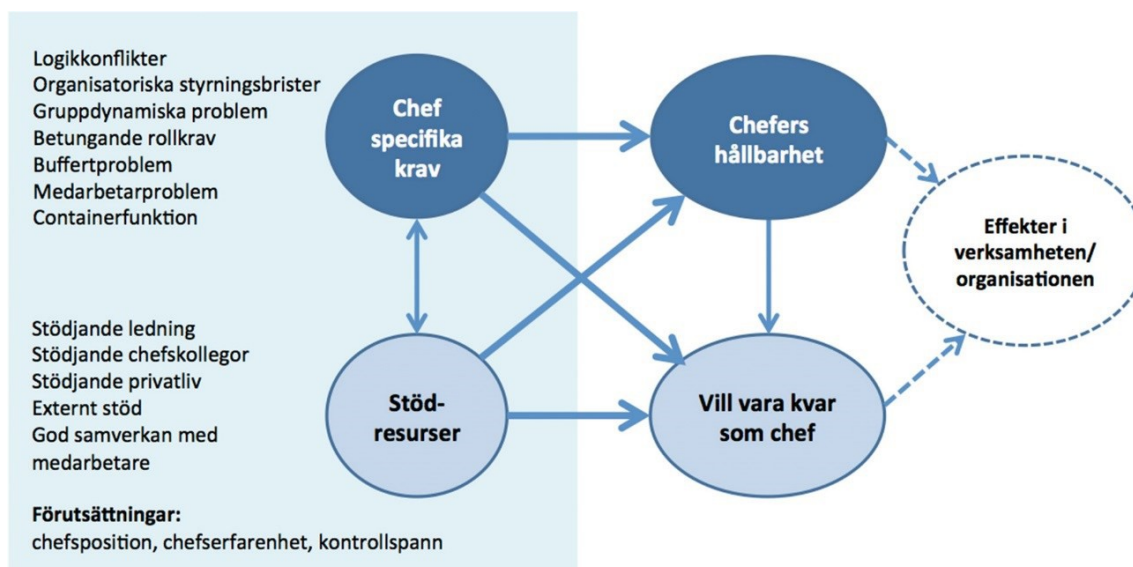 Logikkonflikter
Organisatoriska styrningsbrister
Gruppdynamiska problem
Betungande rollkrav
Buffertproblem
Medarbetarproblem
Containerfunktion
Stödjande ledning
Stödjande chefskollegor
Stödjande privatliv
Externt stöd
God samverkan med
medarbetare
Förutsättningar:
chefsposition, chefserfarenhet, kontrollspann
Chef
specifika
krav
Stöd-
resurser
Chefers
hållbarhet
Vill vara kvar
som chef
Effekter i
verksamheten/
organisationen